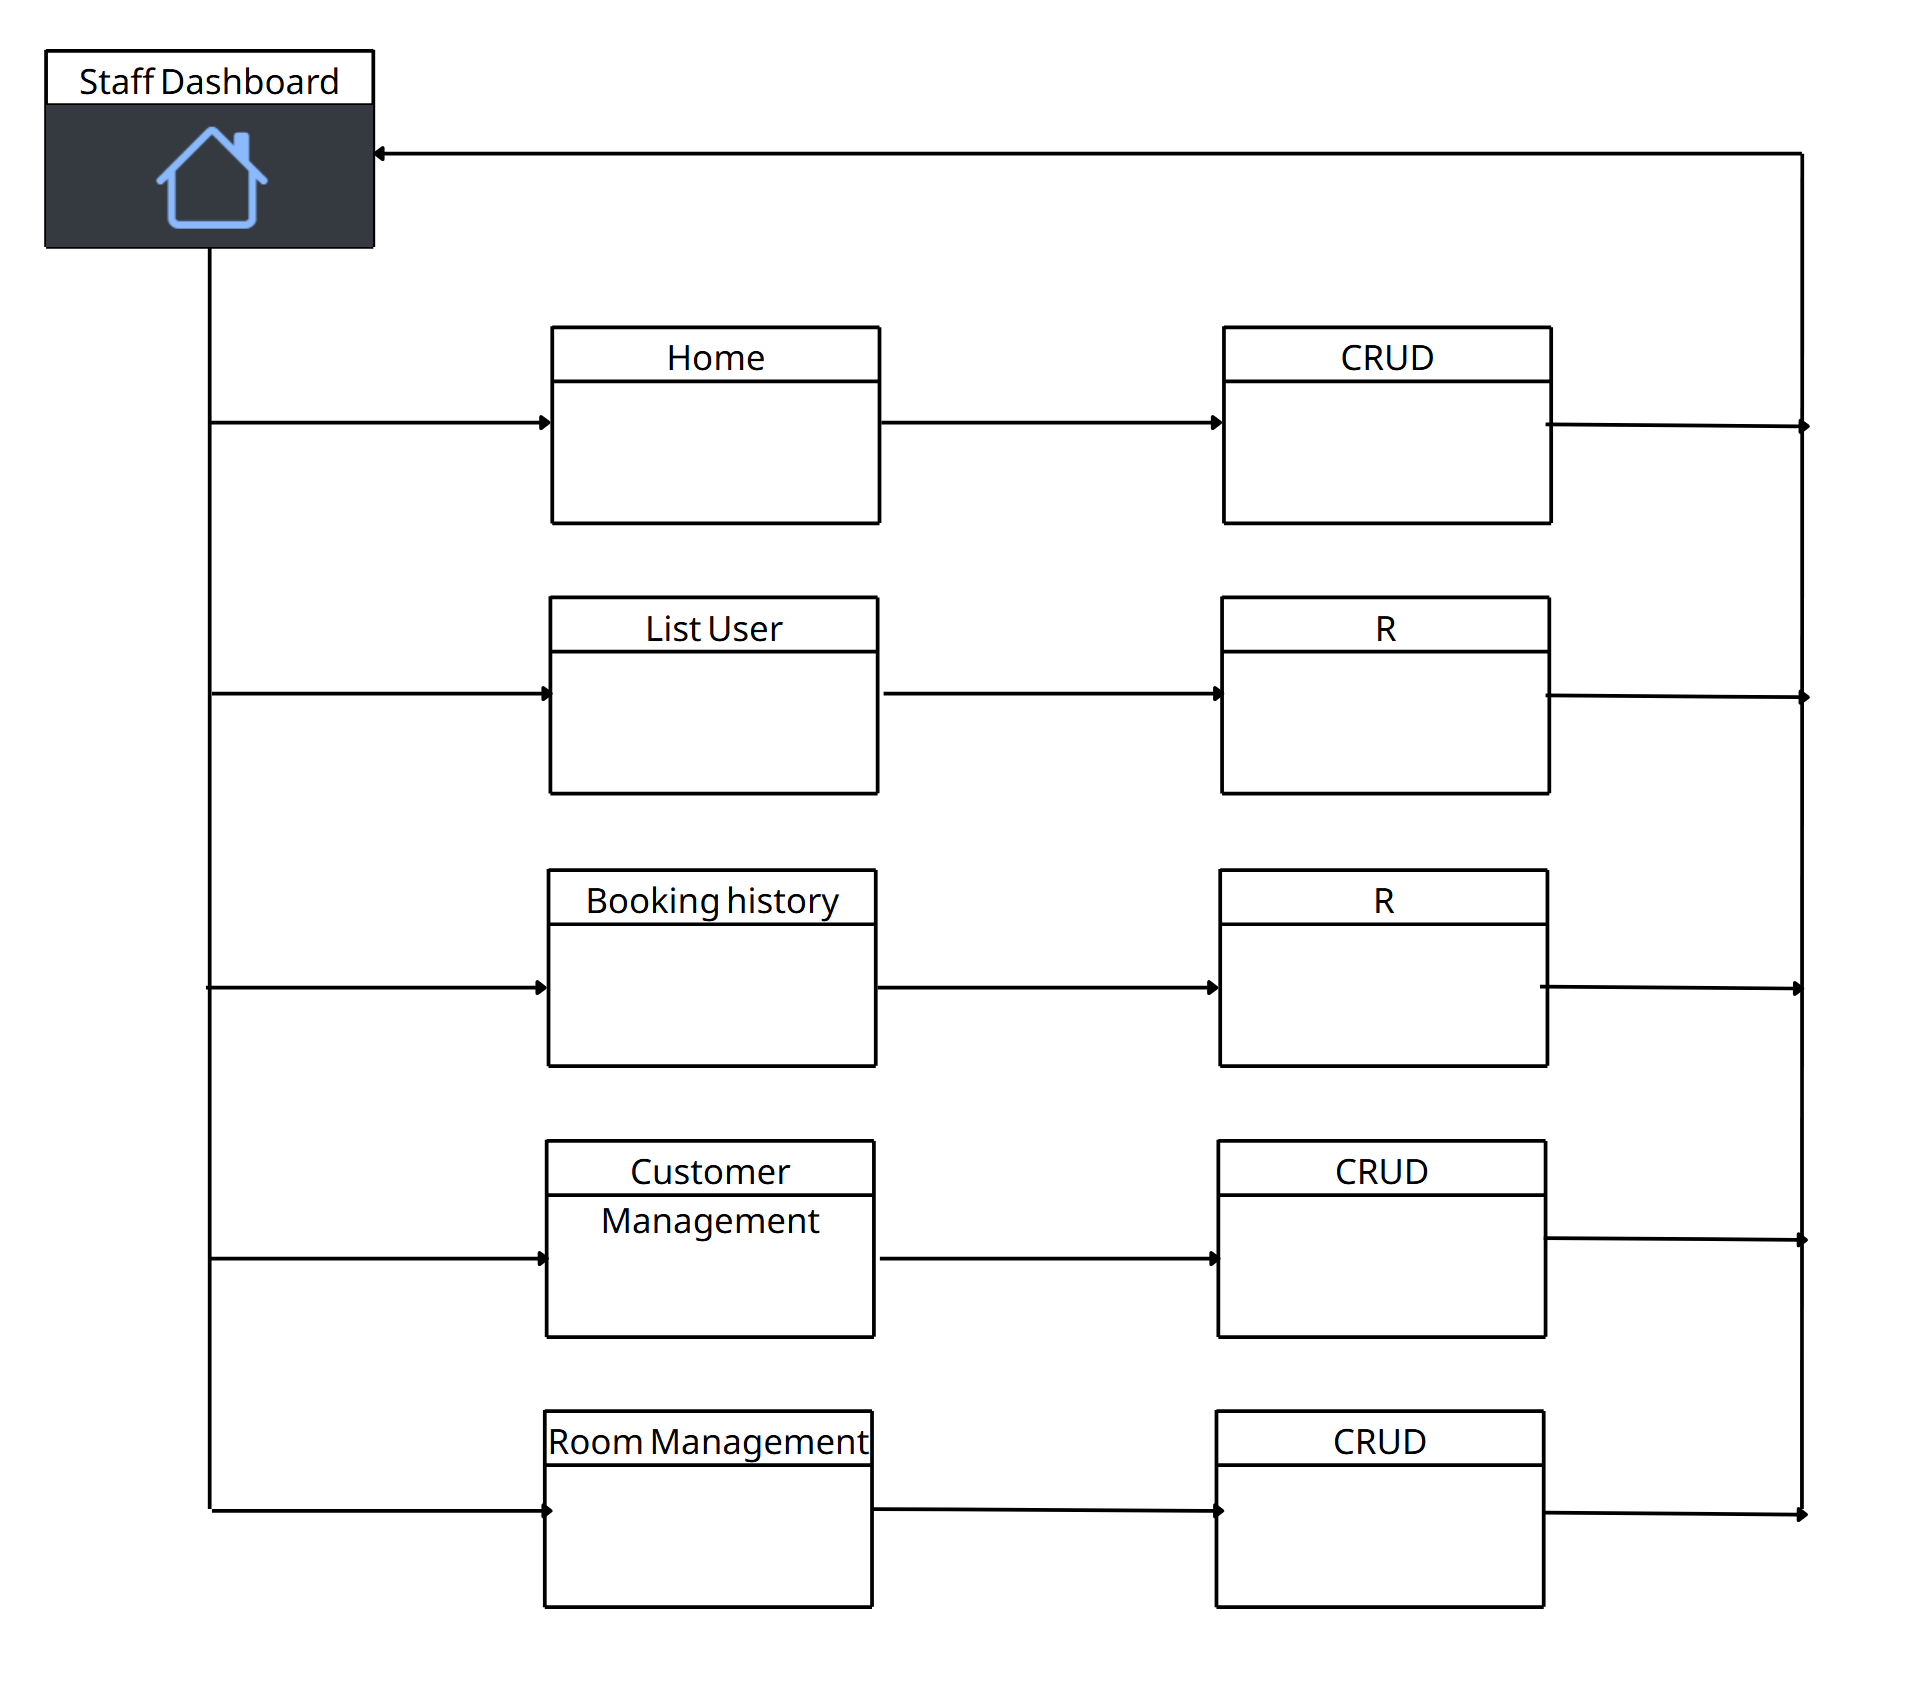 Staff Dashboard
Home
CRUD
List User
R
Booking history
R
Customer
Management
CRUD
Room Management
CRUD